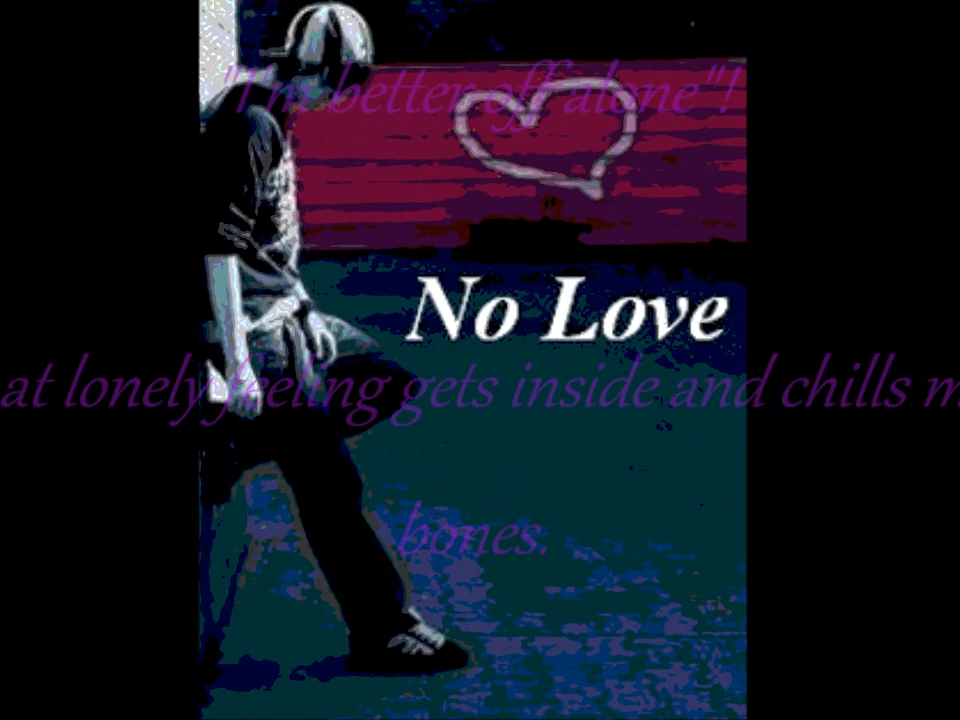 "I'm better off alone"!
No Love
at lonely feeling gets inside and chills m
bones.